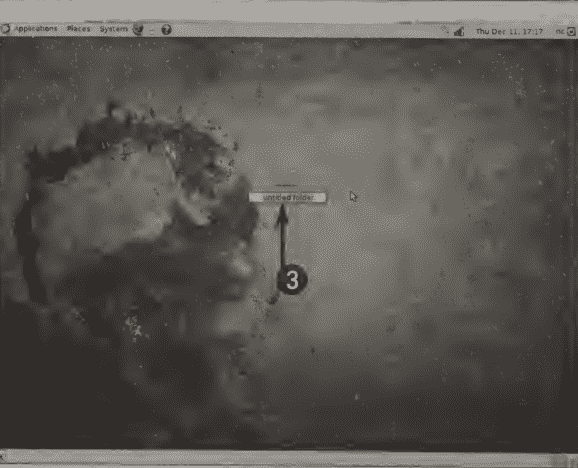 Applications Places System Thu Dec 11, 17:17
untitled folder
3